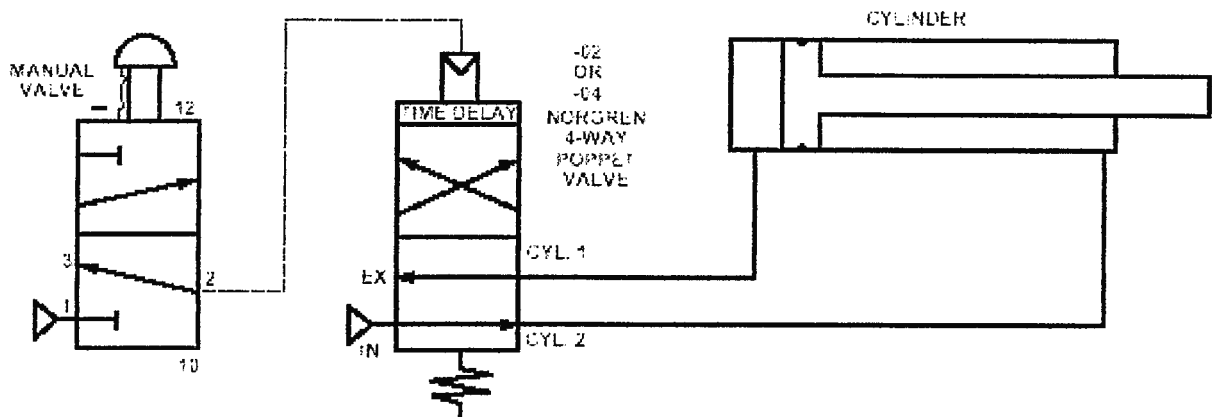 CYLINDER
MANUAL
VALVE
12
3
2
1
10
TIME DELAY
-02
OR
-04
NORGREN
4-WAY
POPPET
VALVE
CYL. 1
EX
IN
CYL. 2